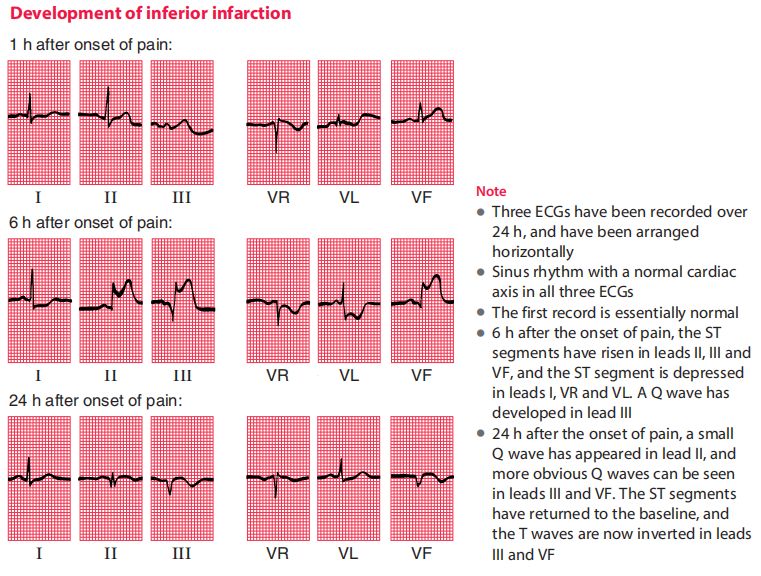 Development of inferior infarction
1 h after onset of pain:
I II III VR VL VF
6 h after onset of pain:
I II III VR VL VF
24 h after onset of pain:
I II III VR VL VF
Note
● Three ECGs have been recorded over
24 h, and have been arranged
horizontally
● Sinus rhythm with a normal cardiac
axis in all three ECGs
● The first record is essentially normal
● 6 h after the onset of pain, the ST
segments have risen in leads II, III and
VF, and the ST segment is depressed
in leads I, VR and VL. A Q wave has
developed in lead III
● 24 h after the onset of pain, a small
Q wave has appeared in lead II, and
more obvious Q waves can be seen
in leads III and VF. The ST segments
have returned to the baseline, and
the T waves are now inverted in leads
III and VF